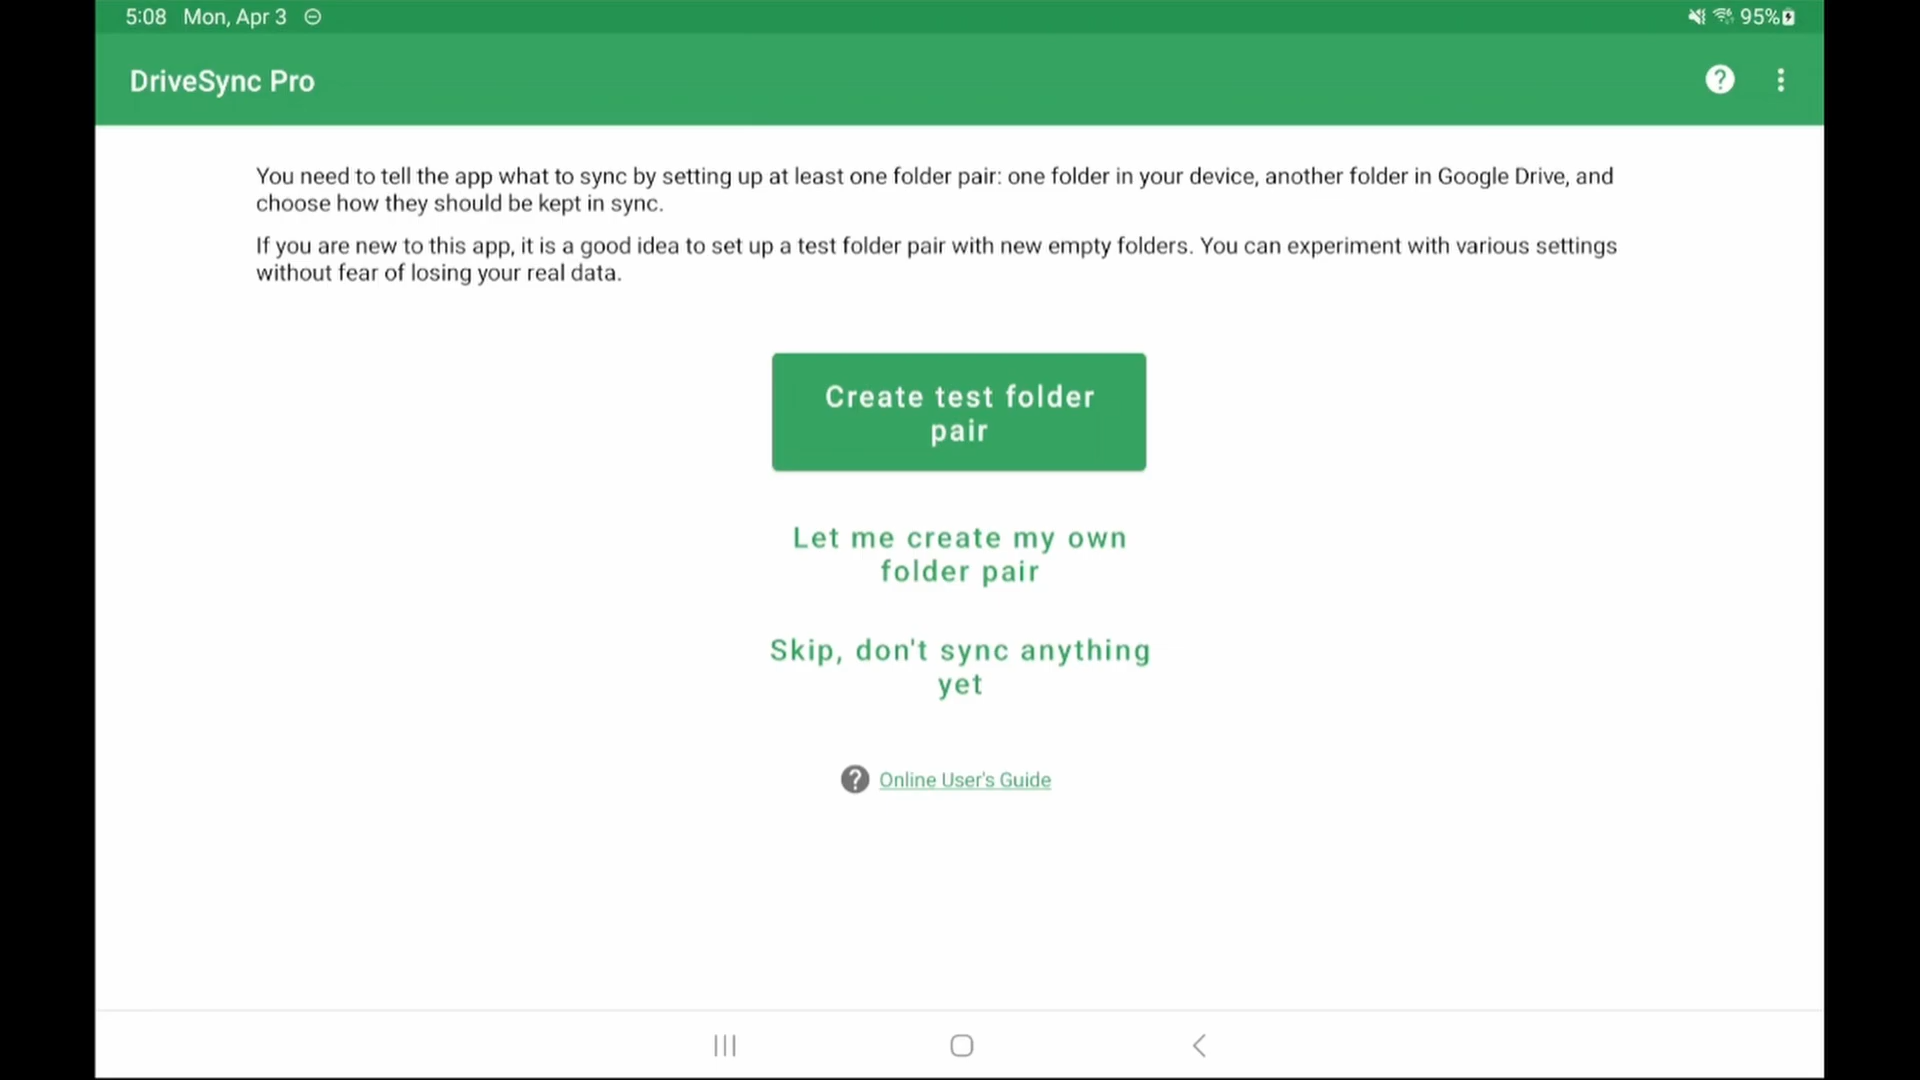 5:08 Mon, Apr 3 95%
DriveSync Pro
You need to tell the app what to sync by setting up at least one folder pair: one folder in your device, another folder in Google Drive, and
choose how they should be kept in sync.
If you are new to this app, it is a good idea to set up a test folder pair with new empty folders. You can experiment with various settings
without fear of losing your real data.
Create test folder
pair
Let me create my own
folder pair
Skip, don't sync anything
yet
Online User's Guide